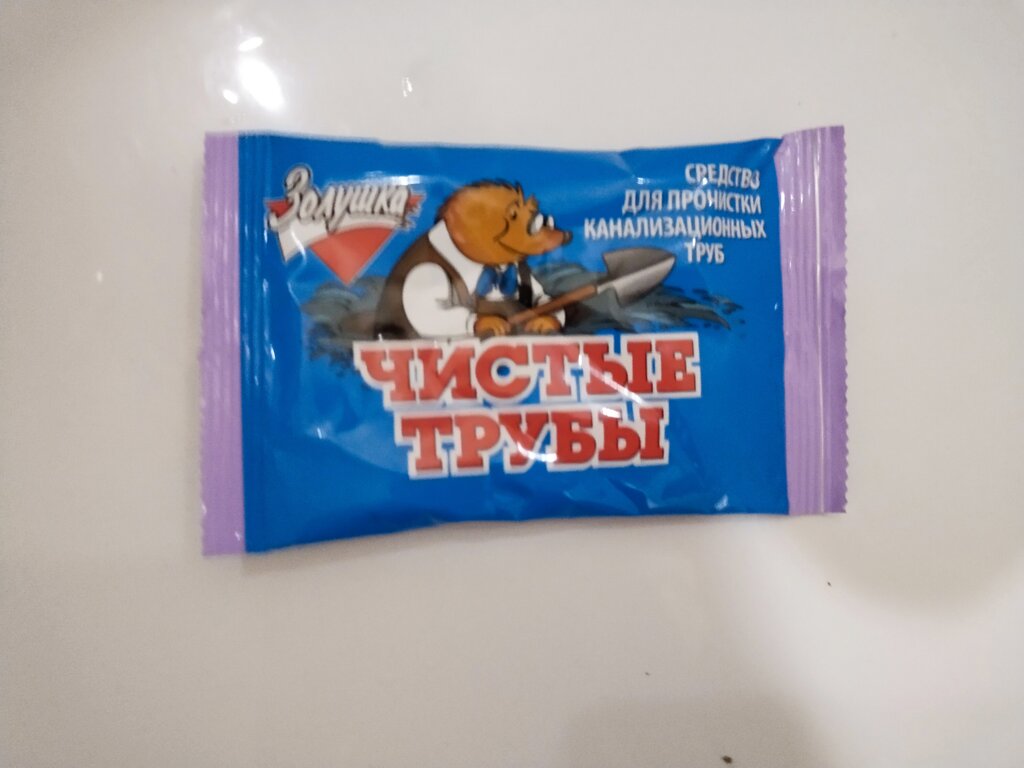 Золушка
СРЕДСТВО
ДЛЯ ПРОЧИСТКИ
КАНАЛИЗАЦИОННЫХ
ТРУБ
ЧИСТЫЕ
ТРУБЫ